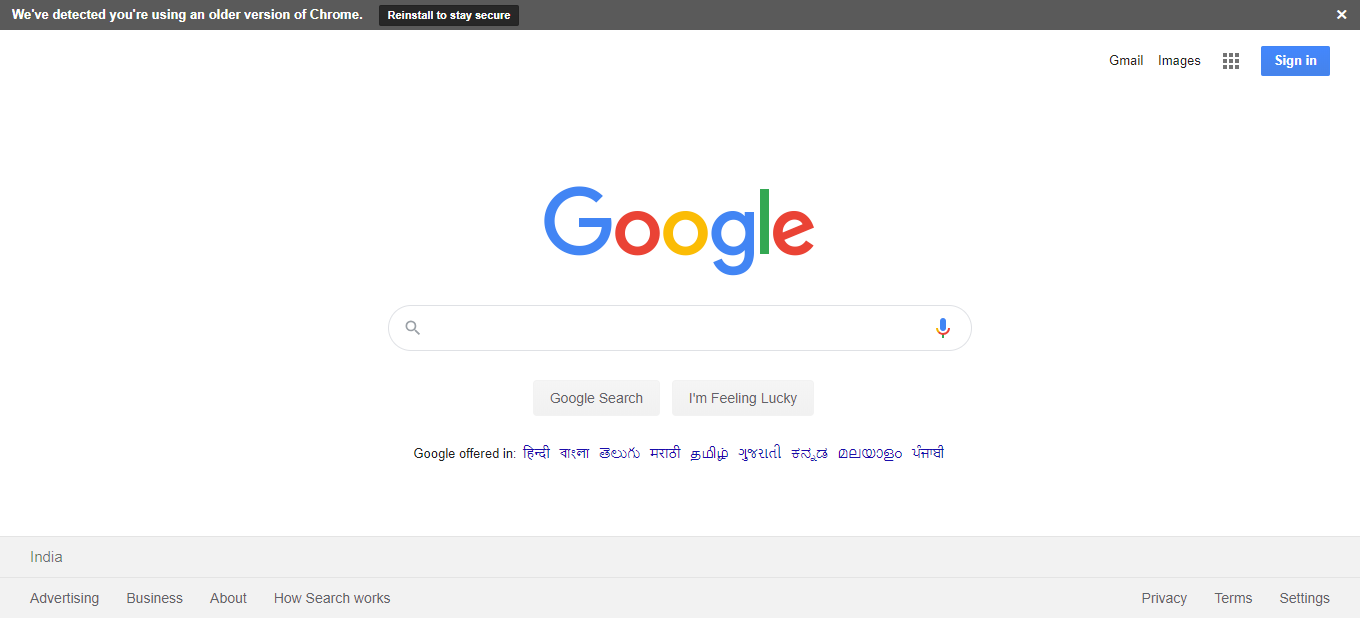 We've detected you're using an older version of Chrome. Reinstall to stay secure
Gmail Images Sign in
Google
Google Search I'm Feeling Lucky
Google offered in: हिन्दी বাংলা తెలుగు मराठी தமிழ் ગુજરાતી ಕನ್ನಡ മലയാളം ਪੰਜਾਬੀ
India
Advertising Business About How Search works Privacy Terms Settings